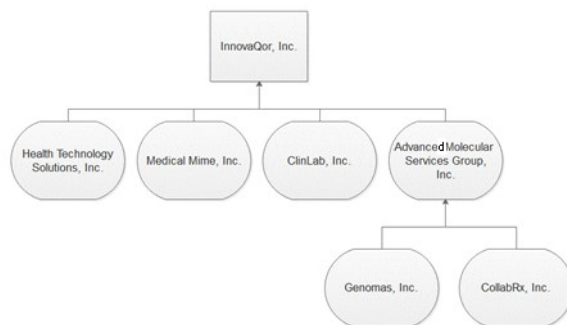 InnovaQor, Inc.
Health Technology
Solutions, Inc.
Medical Mime, Inc.
ClinLab, Inc.
Advanced Molecular
Services Group,
Inc.
Genomas, Inc.
CollabRx, Inc.